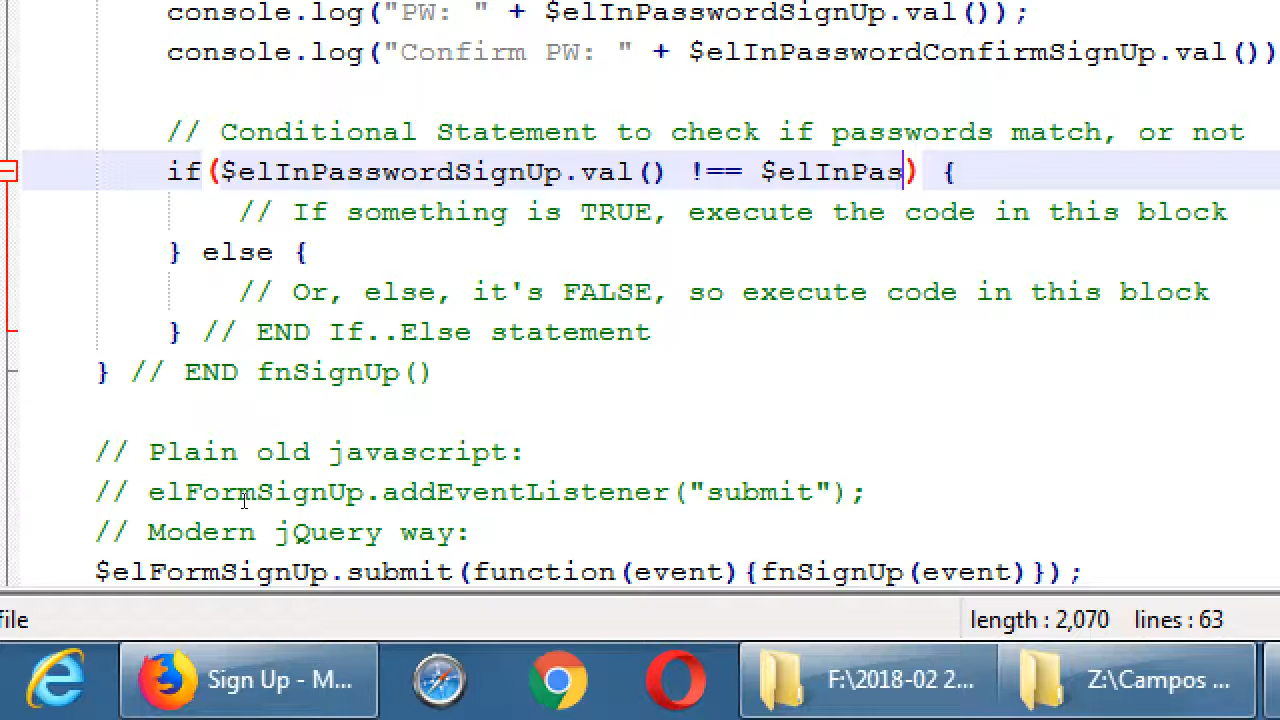 console.log("PW: " + $elInPasswordSignUp.val());
console.log("Confirm PW: " + $elInPasswordConfirmSignUp.val())
// Conditional Statement to check if passwords match, or not
if($elInPasswordSignUp.val() !== $elInPas) {
// If something is TRUE, execute the code in this block
} else {
// Or, else, it's FALSE, so execute code in this block
} // END If..Else statement
} // END fnSignUp()
// Plain old javascript:
// elFormSignUp.addEventListener("submit");
// Modern jQuery way:
$elFormSignUp.submit(function(event){fnSignUp(event)});
file length : 2,070 lines : 63
Sign Up - M... F:\2018-02 2... Z:\Campos ...